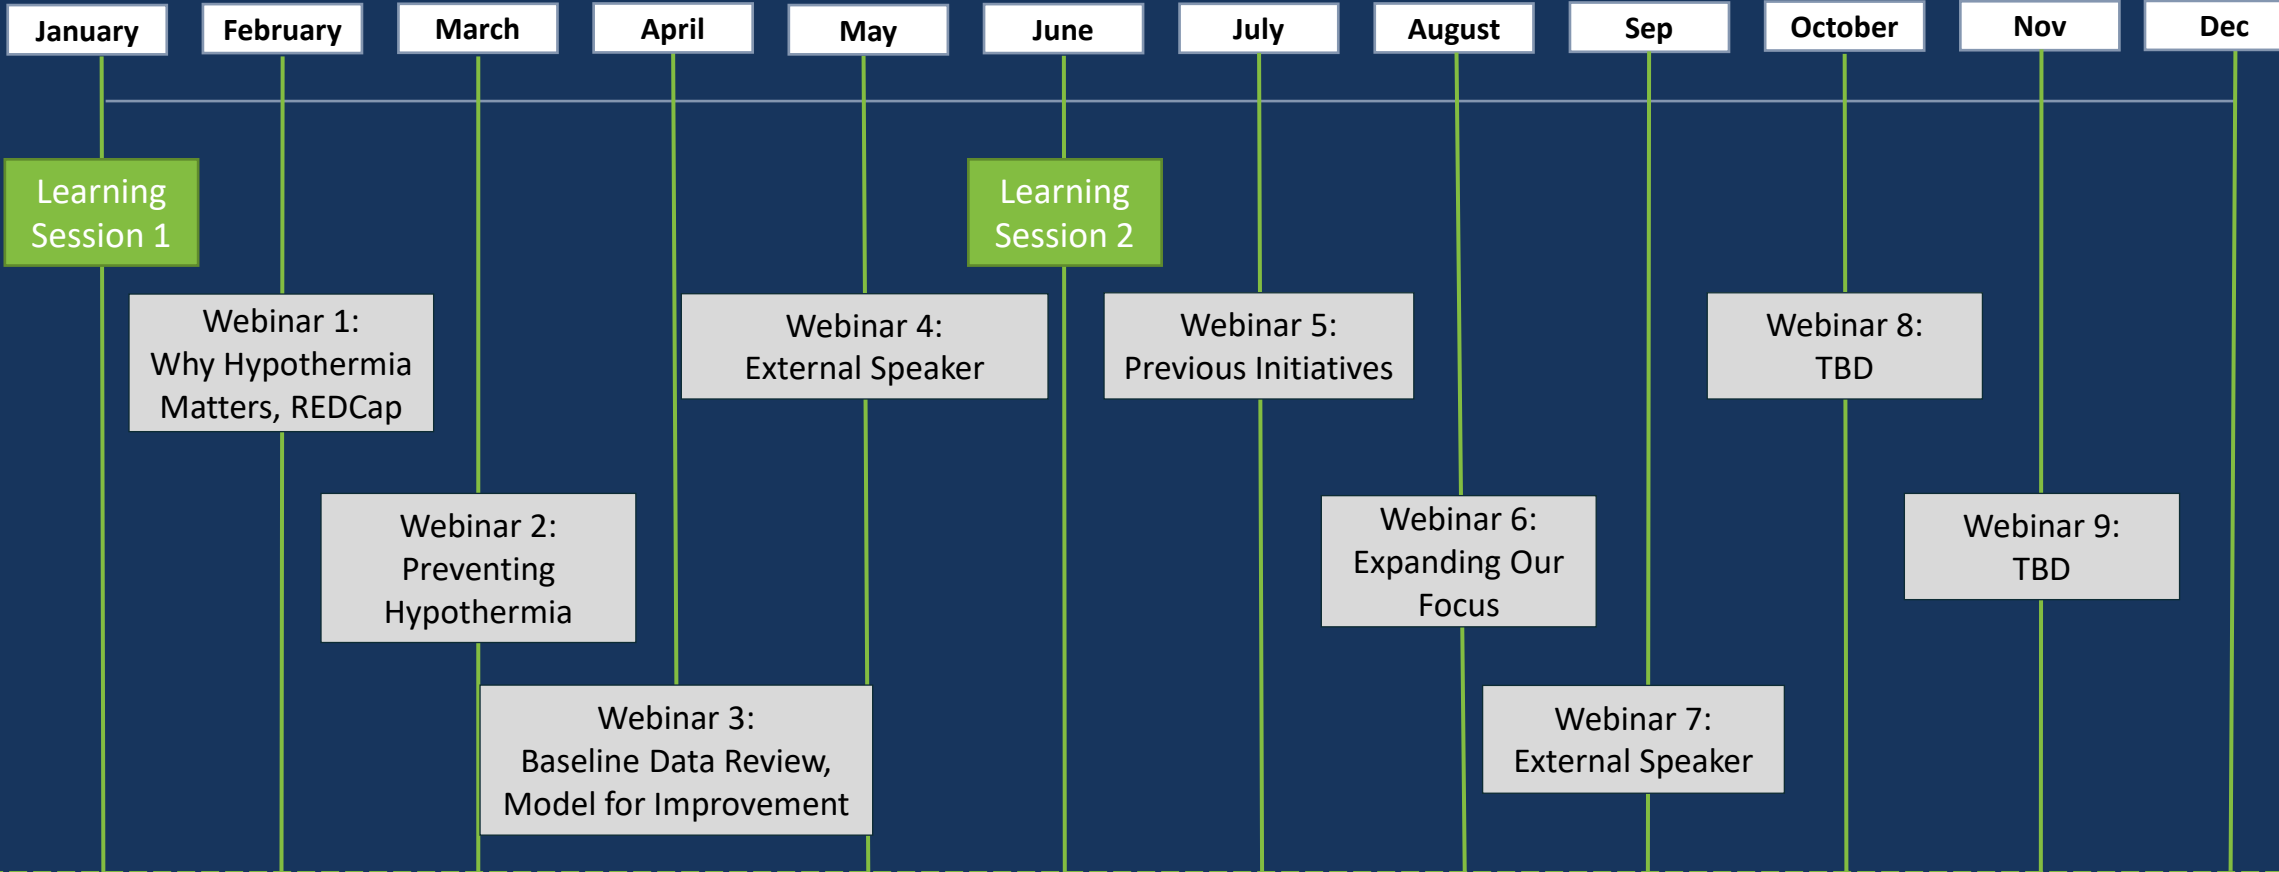 January
February
March
April
May
June
July
August
Sep
October
Nov
Dec
Learning
Session 1
Learning
Session 2
Webinar 1:
Why Hypothermia
Matters, REDCap
Webinar 4:
External Speaker
Webinar 5:
Previous Initiatives
Webinar 8:
TBD
Webinar 2:
Preventing
Hypothermia
Webinar 6:
Expanding Our
Focus
Webinar 9:
TBD
Webinar 3:
Baseline Data Review,
Model for Improvement
Webinar 7:
External Speaker